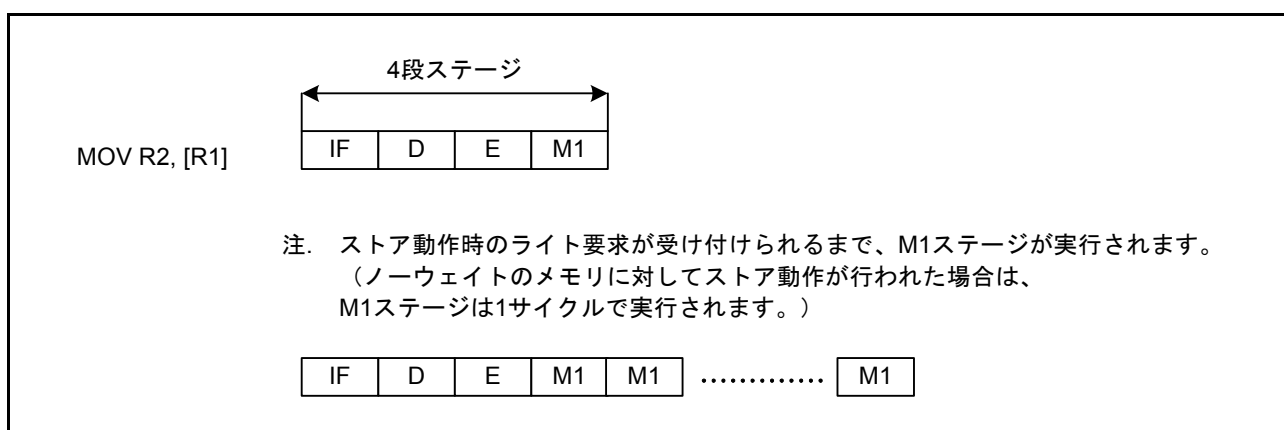 4段ステージ
MOV R2, [R1]
IF D E M1
注. ストア動作時のライト要求が受け付けられるまで、M1ステージが実行されます。
（ノーウェイトのメモリに対してストア動作が行われた場合は、
M1ステージは1サイクルで実行されます。）
IF D E M1 M1 ............. M1